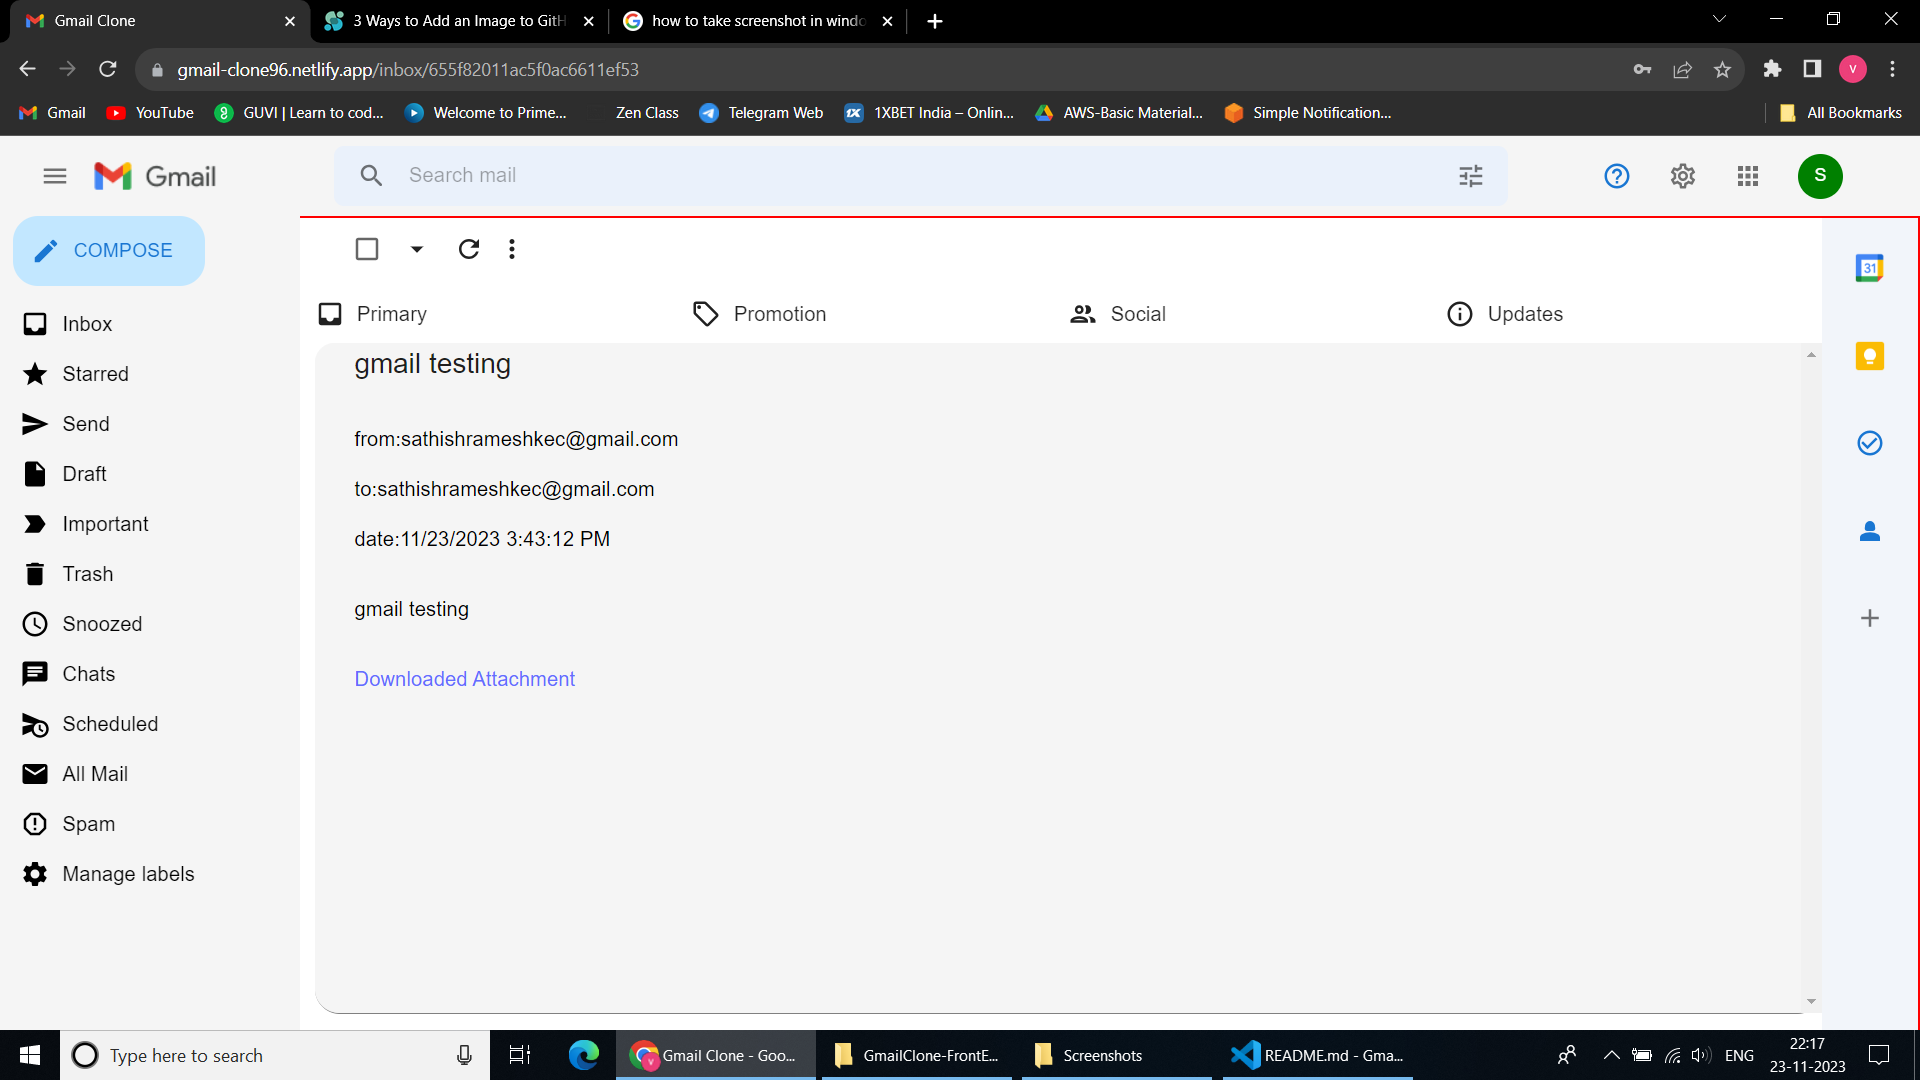 Gmail Clone
3 Ways to Add an Image to GitH
how to take screenshot in windo
gmail-clone96.netlify.app/inbox/655f82011ac5f0ac6611ef53
V
Gmail
YouTube
GUVI | Learn to cod...
Welcome to Prime...
Zen Class
Telegram Web
1X
1XBET India – Onlin...
AWS-Basic Material...
Simple Notification...
All Bookmarks
Gmail
Search mail
S
COMPOSE
31
Primary
Promotion
Social
Updates
Inbox
Starred
Send
Draft
Important
Trash
Snoozed
Chats
Scheduled
All Mail
Spam
Manage labels
gmail testing
from:sathishrameshkec@gmail.com
to:sathishrameshkec@gmail.com
date:11/23/2023 3:43:12 PM
gmail testing
Downloaded Attachment
Type here to search
V
Gmail Clone - Goo...
GmailClone-FrontE...
Screenshots
README.md - Gma...
ENG
22:17
23-11-2023